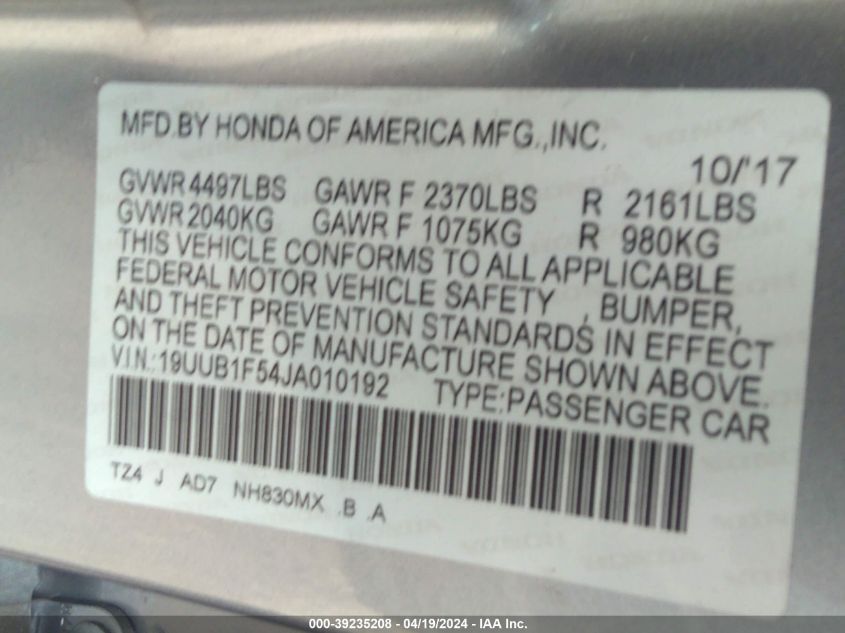 MFD.BY HONDA OF AMERICA MFG.,INC.
10/'17
GVWR 4497LBS GAWR F 2370LBS R 2161LBS
GVWR 2040KG GAWR F 1075KG R 980KG
THIS VEHICLE CONFORMS TO ALL APPLICABLE
FEDERAL MOTOR VEHICLE SAFETY , BUMPER,
AND THEFT PREVENTION STANDARDS IN EFFECT
ON THE DATE OF MANUFACTURE SHOWN ABOVE.
VIN.:19UUB1F54JA010192 TYPE:PASSENGER CAR
TZ4 J AD7 NH830MX .B .A
000-39235208 - 04/19/2024 - IAA Inc.